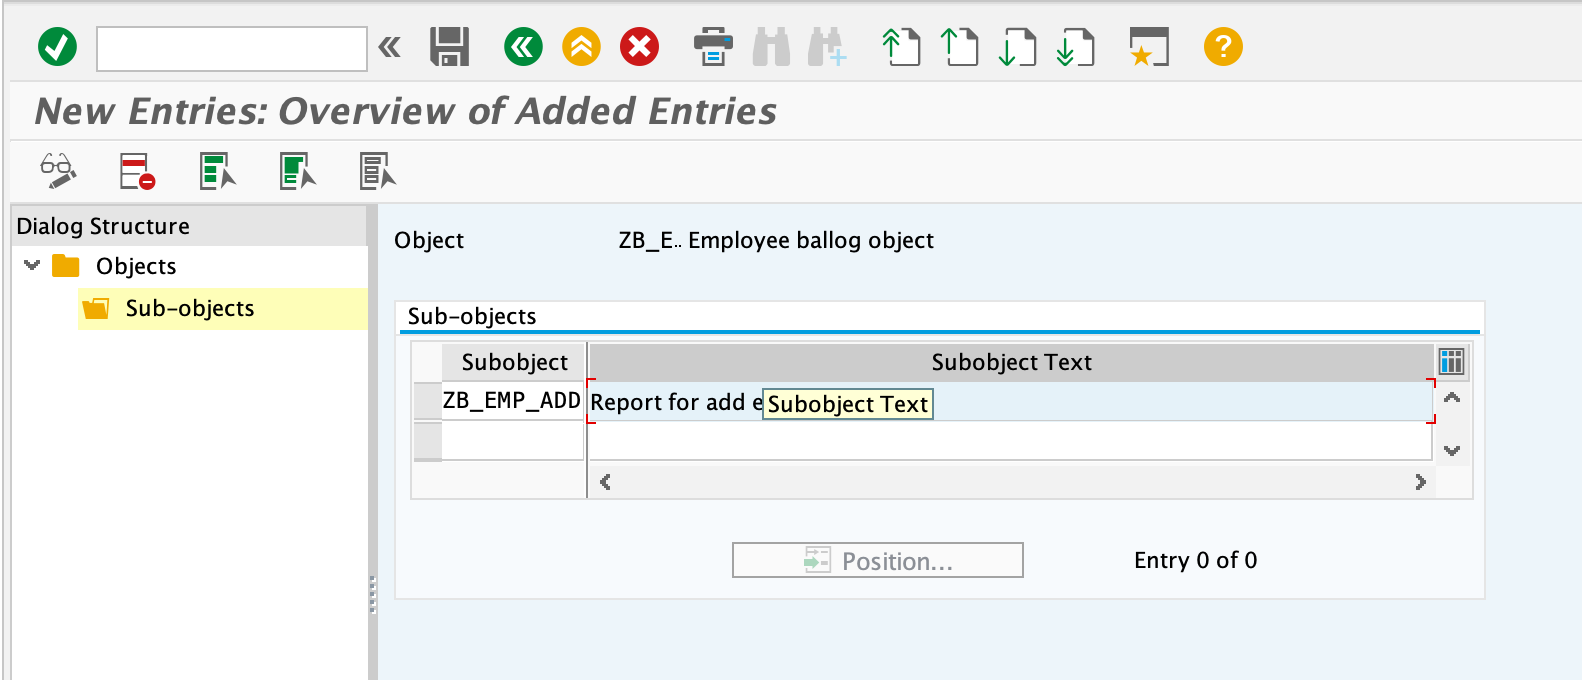 New Entries: Overview of Added Entries
Dialog Structure
Objects
Sub-objects
Object ZB_E.. Employee ballog object
Sub-objects
Subobject Subobject Text
ZB_EMP_ADD Report for add e
Subobject Text
Position... Entry 0 of 0